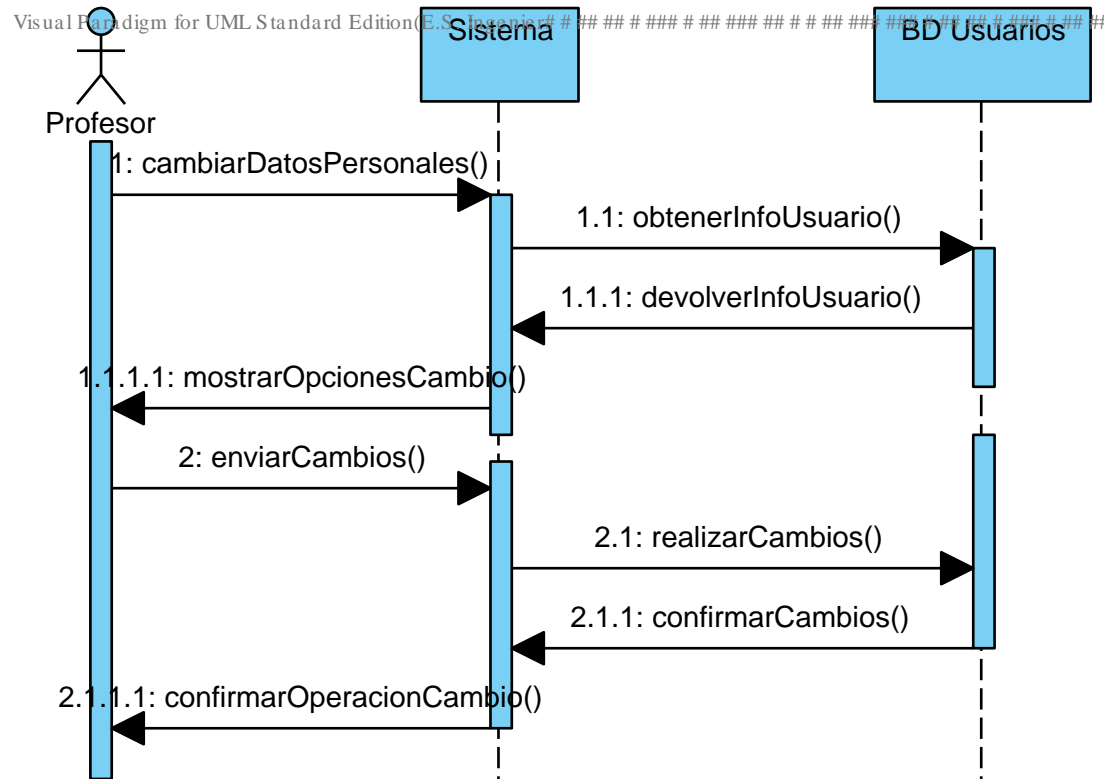 Visual Paradigm for UML Standard Edition(E.S. Ingenier# # ## ## # ### # ## ### ## # # ## ###
Sistema
BD Usuarios
Profesor
1: cambiarDatosPersonales()
1.1: obtenerInfoUsuario()
1.1.1: devolverInfoUsuario()
1.1.1.1: mostrarOpcionesCambio()
2: enviarCambios()
2.1: realizarCambios()
2.1.1: confirmarCambios()
2.1.1.1: confirmarOperacionCambio()